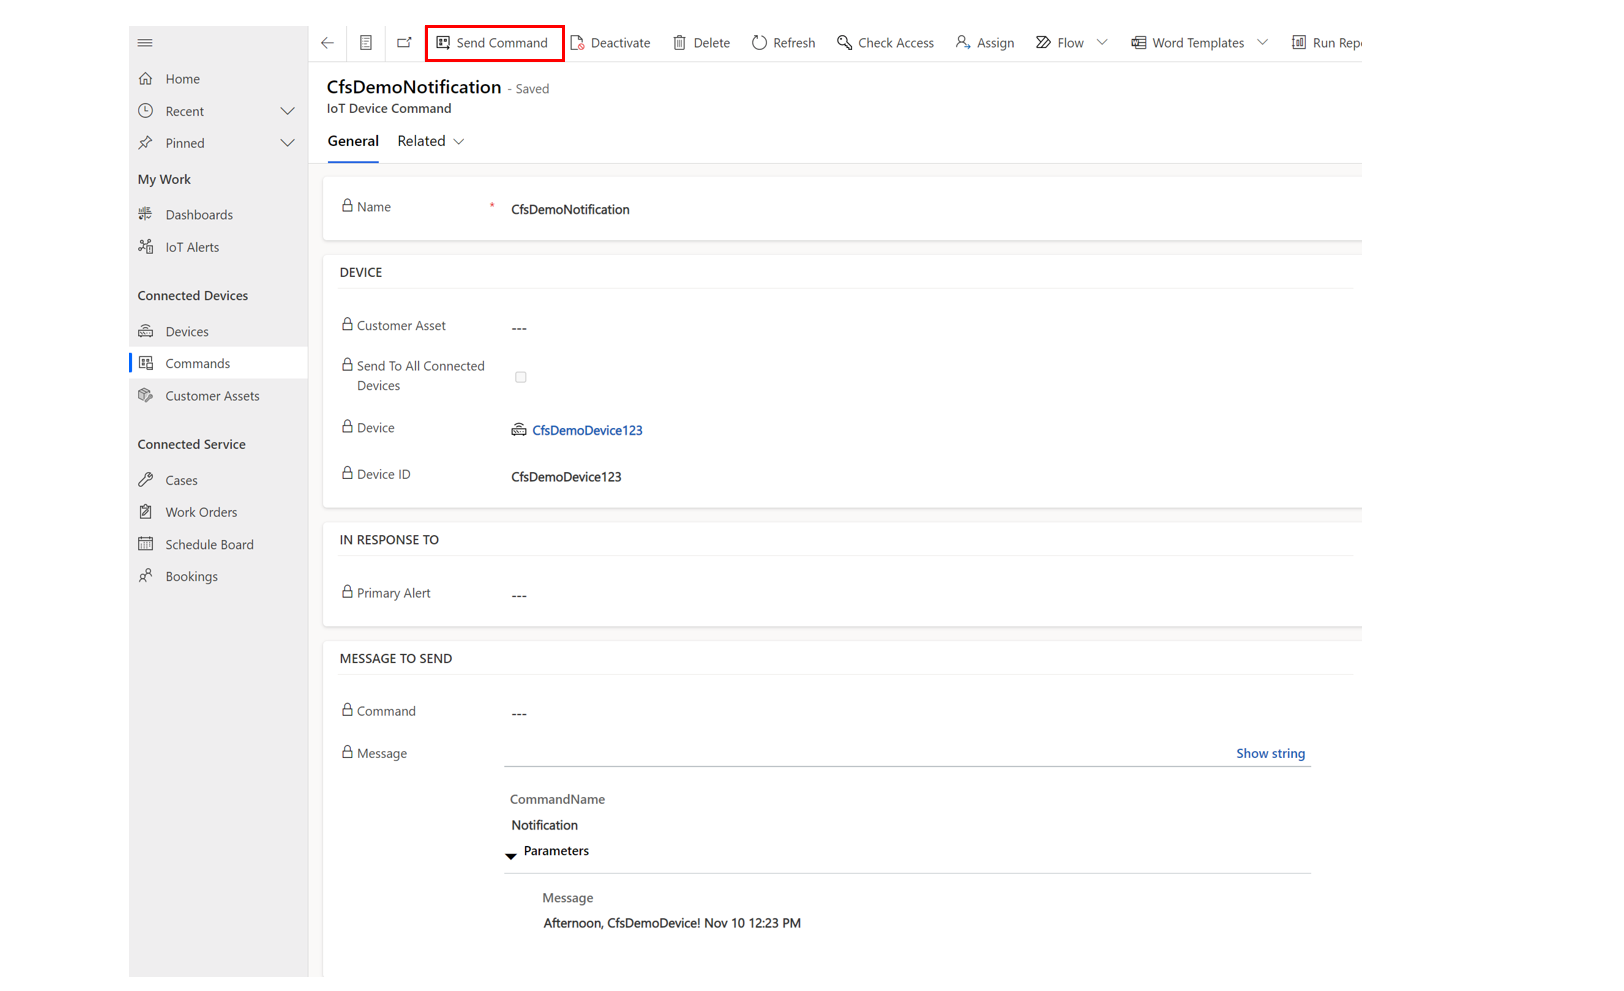 Send Command Deactivate Delete Refresh Check Access Assign Flow Word Templates Run Repo
Home
Recent
Pinned
My Work
Dashboards
IoT Alerts
Connected Devices
Devices
Commands
Customer Assets
Connected Service
Cases
Work Orders
Schedule Board
Bookings
CfsDemoNotification - Saved
IoT Device Command
General Related
Name * CfsDemoNotification
DEVICE
Customer Asset ---
Send To All Connected
Devices
Device CfsDemoDevice123
Device ID CfsDemoDevice123
IN RESPONSE TO
Primary Alert ---
MESSAGE TO SEND
Command ---
Message Show string
CommandName
Notification
Parameters
Message
Afternoon, CfsDemoDevice! Nov 10 12:23 PM